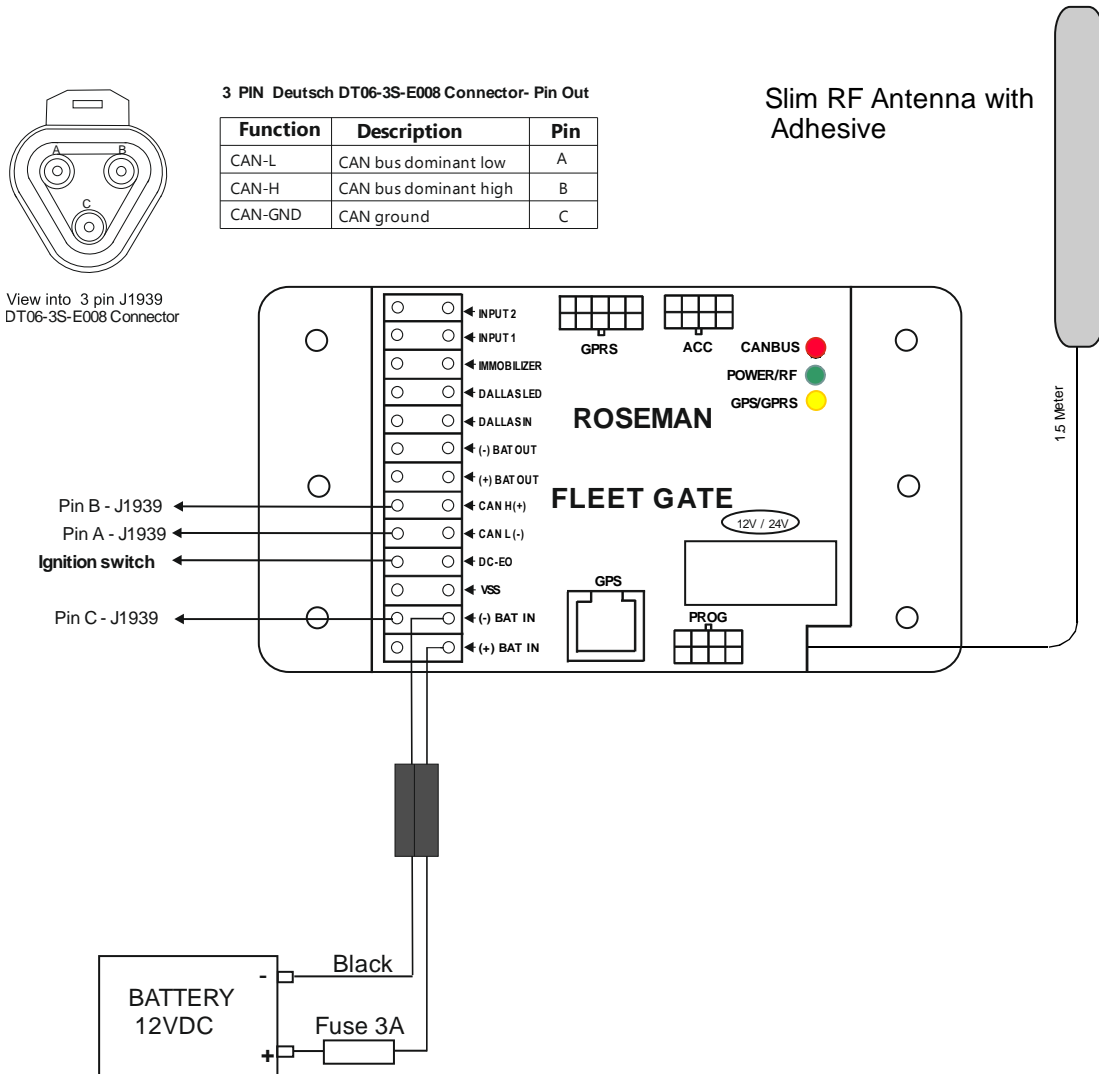 3 PIN Deutsch DT06-3S-E008 Connector- Pin Out
Function Description Pin
CAN-L CAN bus dominant low A
CAN-H CAN bus dominant high B
CAN-GND CAN ground C
A B
C
View into 3 pin J1939
DT06-3S-E008 Connector
Slim RF Antenna with
Adhesive
1.5 Meter
INPUT 2
INPUT 1
IMMOBILIZER
DALLAS LED
DALLAS IN
(-) BAT OUT
(+) BAT OUT
CAN H(+)
CAN L (-)
DC-EO
VSS
(-) BAT IN
(+) BAT IN
GPRS
ACC
CANBUS
POWER/RF
GPS/GPRS
ROSEMAN
FLEET GATE
12V / 24V
GPS
PROG
Pin B - J1939
Pin A - J1939
Ignition switch
Pin C - J1939
Black
-
BATTERY
12VDC
Fuse 3A
+